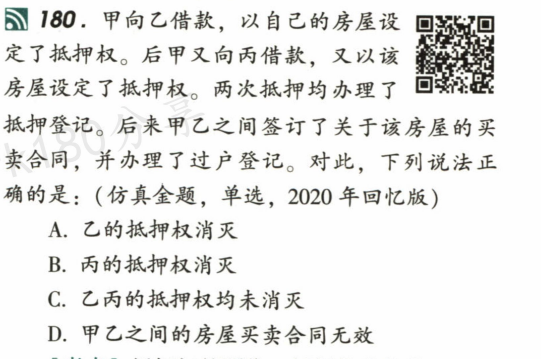 180. 甲向乙借款，以自己的房屋设
定了抵押权。后甲又向丙借款，又以该
房屋设定了抵押权。两次抵押均办理了
抵押登记。后来甲乙之间签订了关于该房屋的买
卖合同，并办理了过户登记。对此，下列说法正
确的是：（仿真金题，单选，2020 年回忆版）
A. 乙的抵押权消灭
B. 丙的抵押权消灭
C. 乙丙的抵押权均未消灭
D. 甲乙之间的房屋买卖合同无效